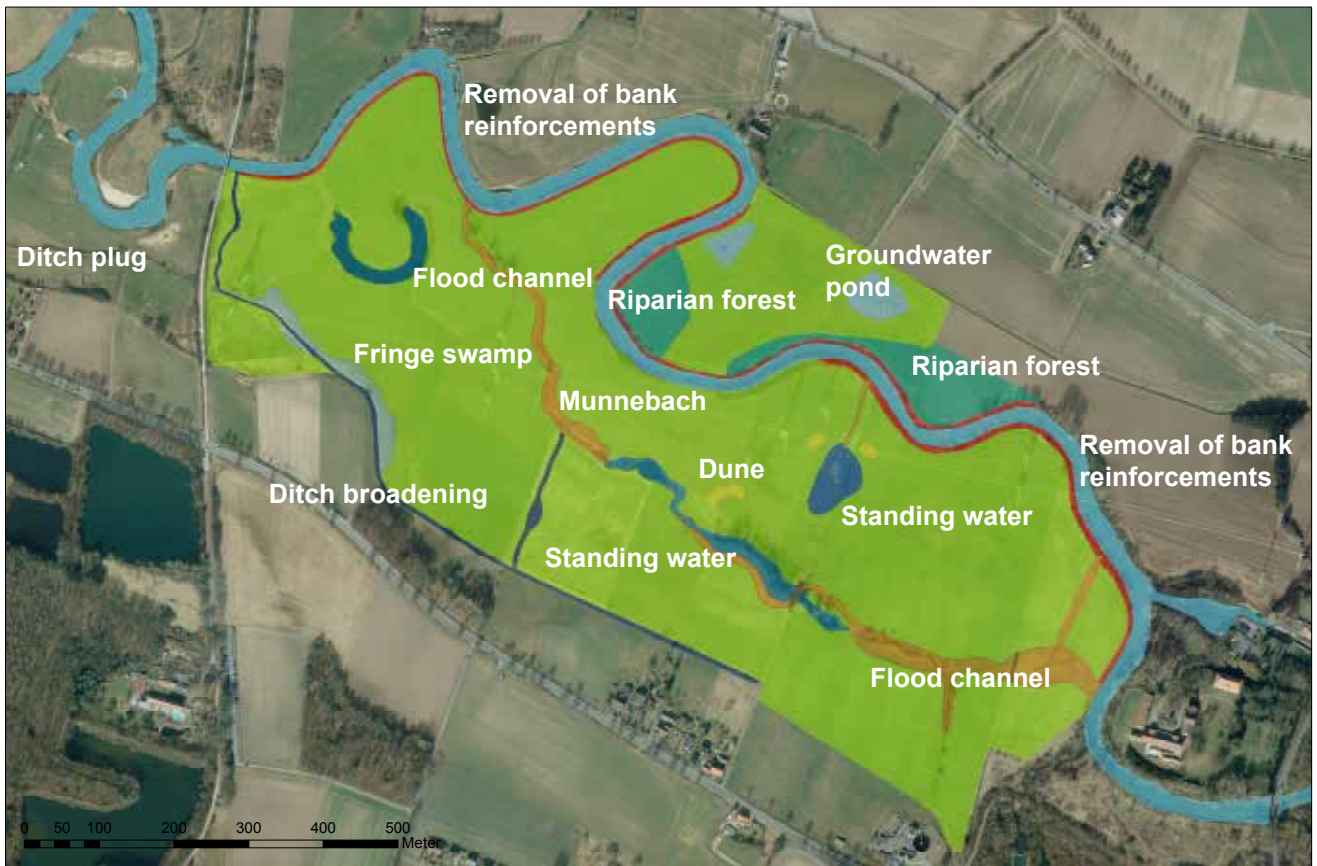 Removal of bank
reinforcements
Ditch plug
Groundwater
pond
Flood channel
Riparian forest
Fringe swamp
Riparian forest
Munnebach
Removal of bank
reinforcements
Dune
Ditch broadening
Standing water
Standing water
Flood channel
0 50 100 200 300 400 500
Meter